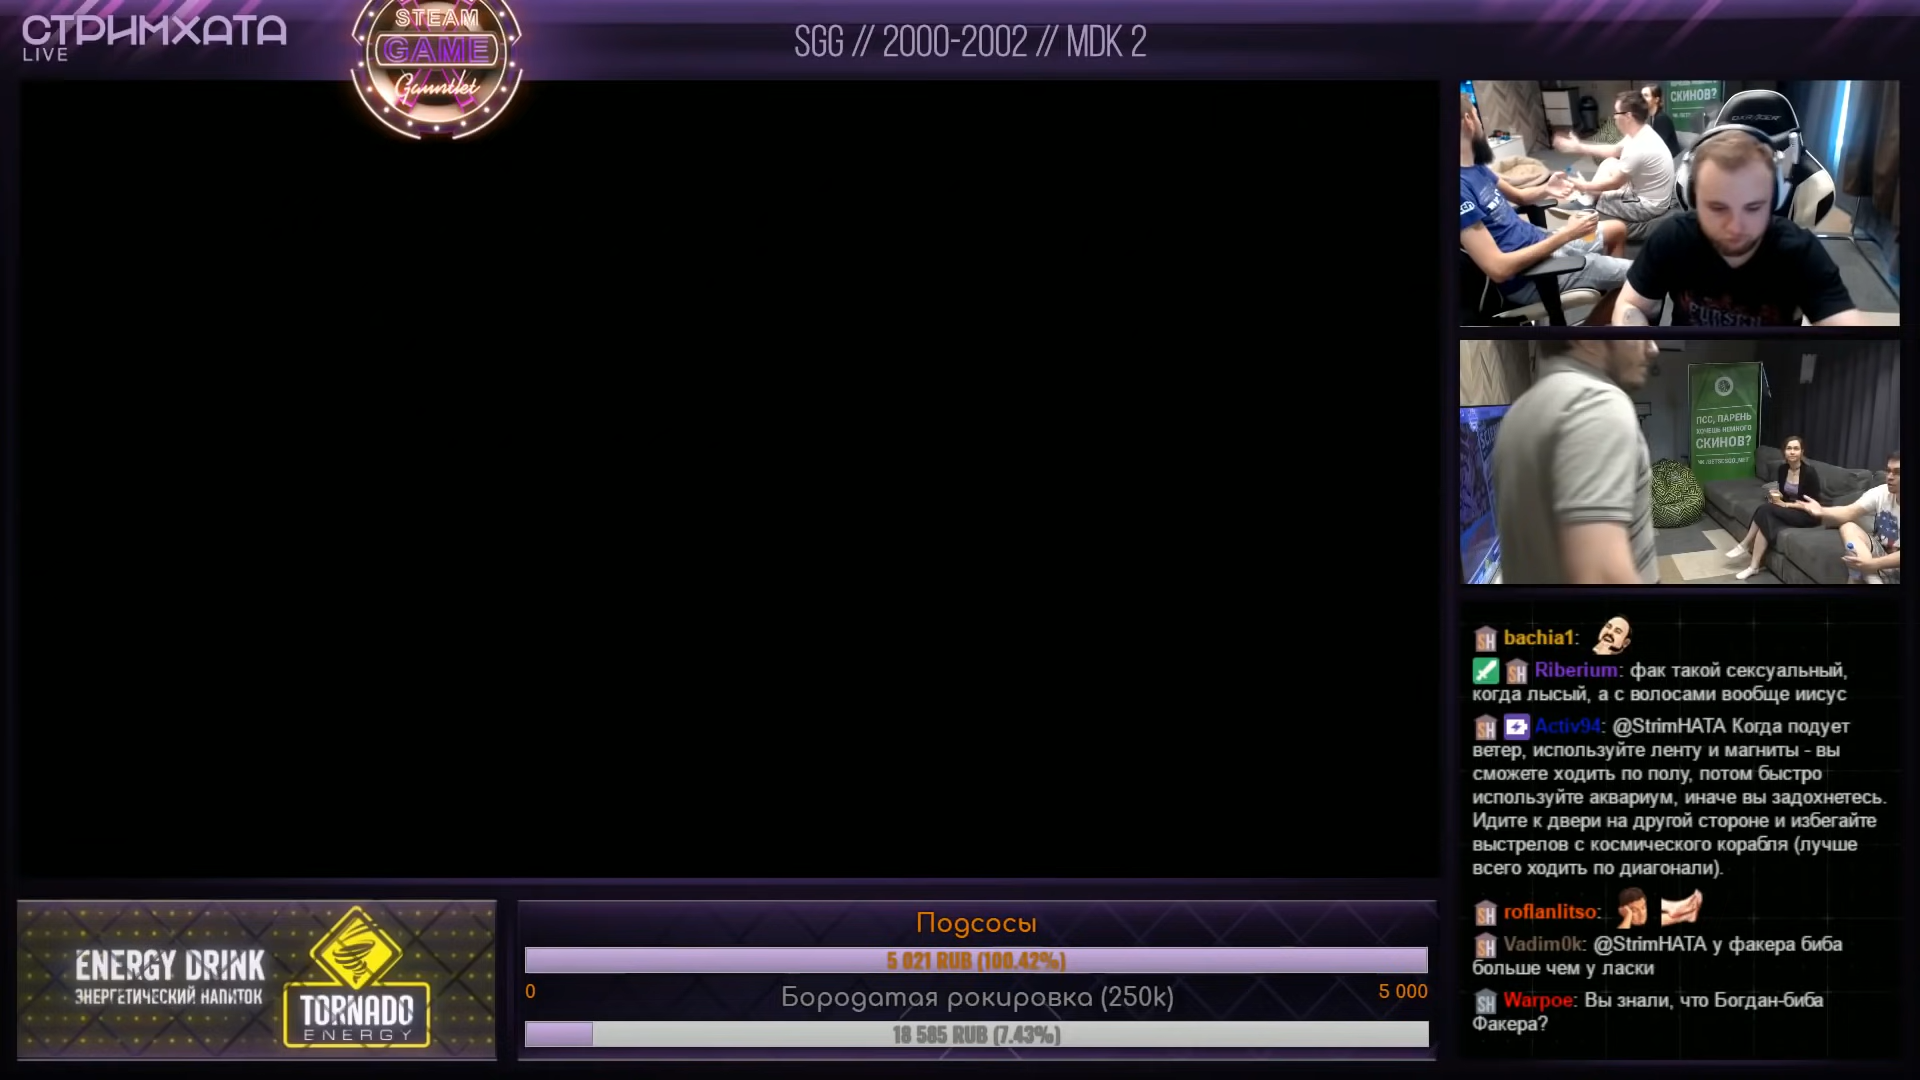 СТРИМХАТА
LIVE
STEAM
GAME
Gauntlet
SGG // 2000-2002 // MDK 2
СКИНОВ?
ПСС, ПАРЕНЬ
ХОЧЕШЬ НЕМНОГО
СКИНОВ?
bachia1:
Riberium: фак такой сексуальный,
когда лысый, а с волосами вообще иисус
Activ94: @StrimHATA Когда подует
ветер, используйте ленту и магниты - вы
сможете ходить по полу, потом быстро
используйте аквариум, иначе вы задохнетесь.
Идите к двери на другой стороне и избегайте
выстрелов с космического корабля (лучше
всего ходить по диагонали).
roflanlitso:
Vadim0k: @StrimHATA у факера биба
больше чем у ласки
Warpoe: Вы знали, что Богдан-биба
Факера?
ENERGY DRINK
ЭНЕРГЕТИЧЕСКИЙ НАПИТОК
TORNADO
ENERGY
Подсосы
5 021 RUB (100.42%)
0
5 000
Бородатая рокировка (250k)
18 585 RUB (7.43%)